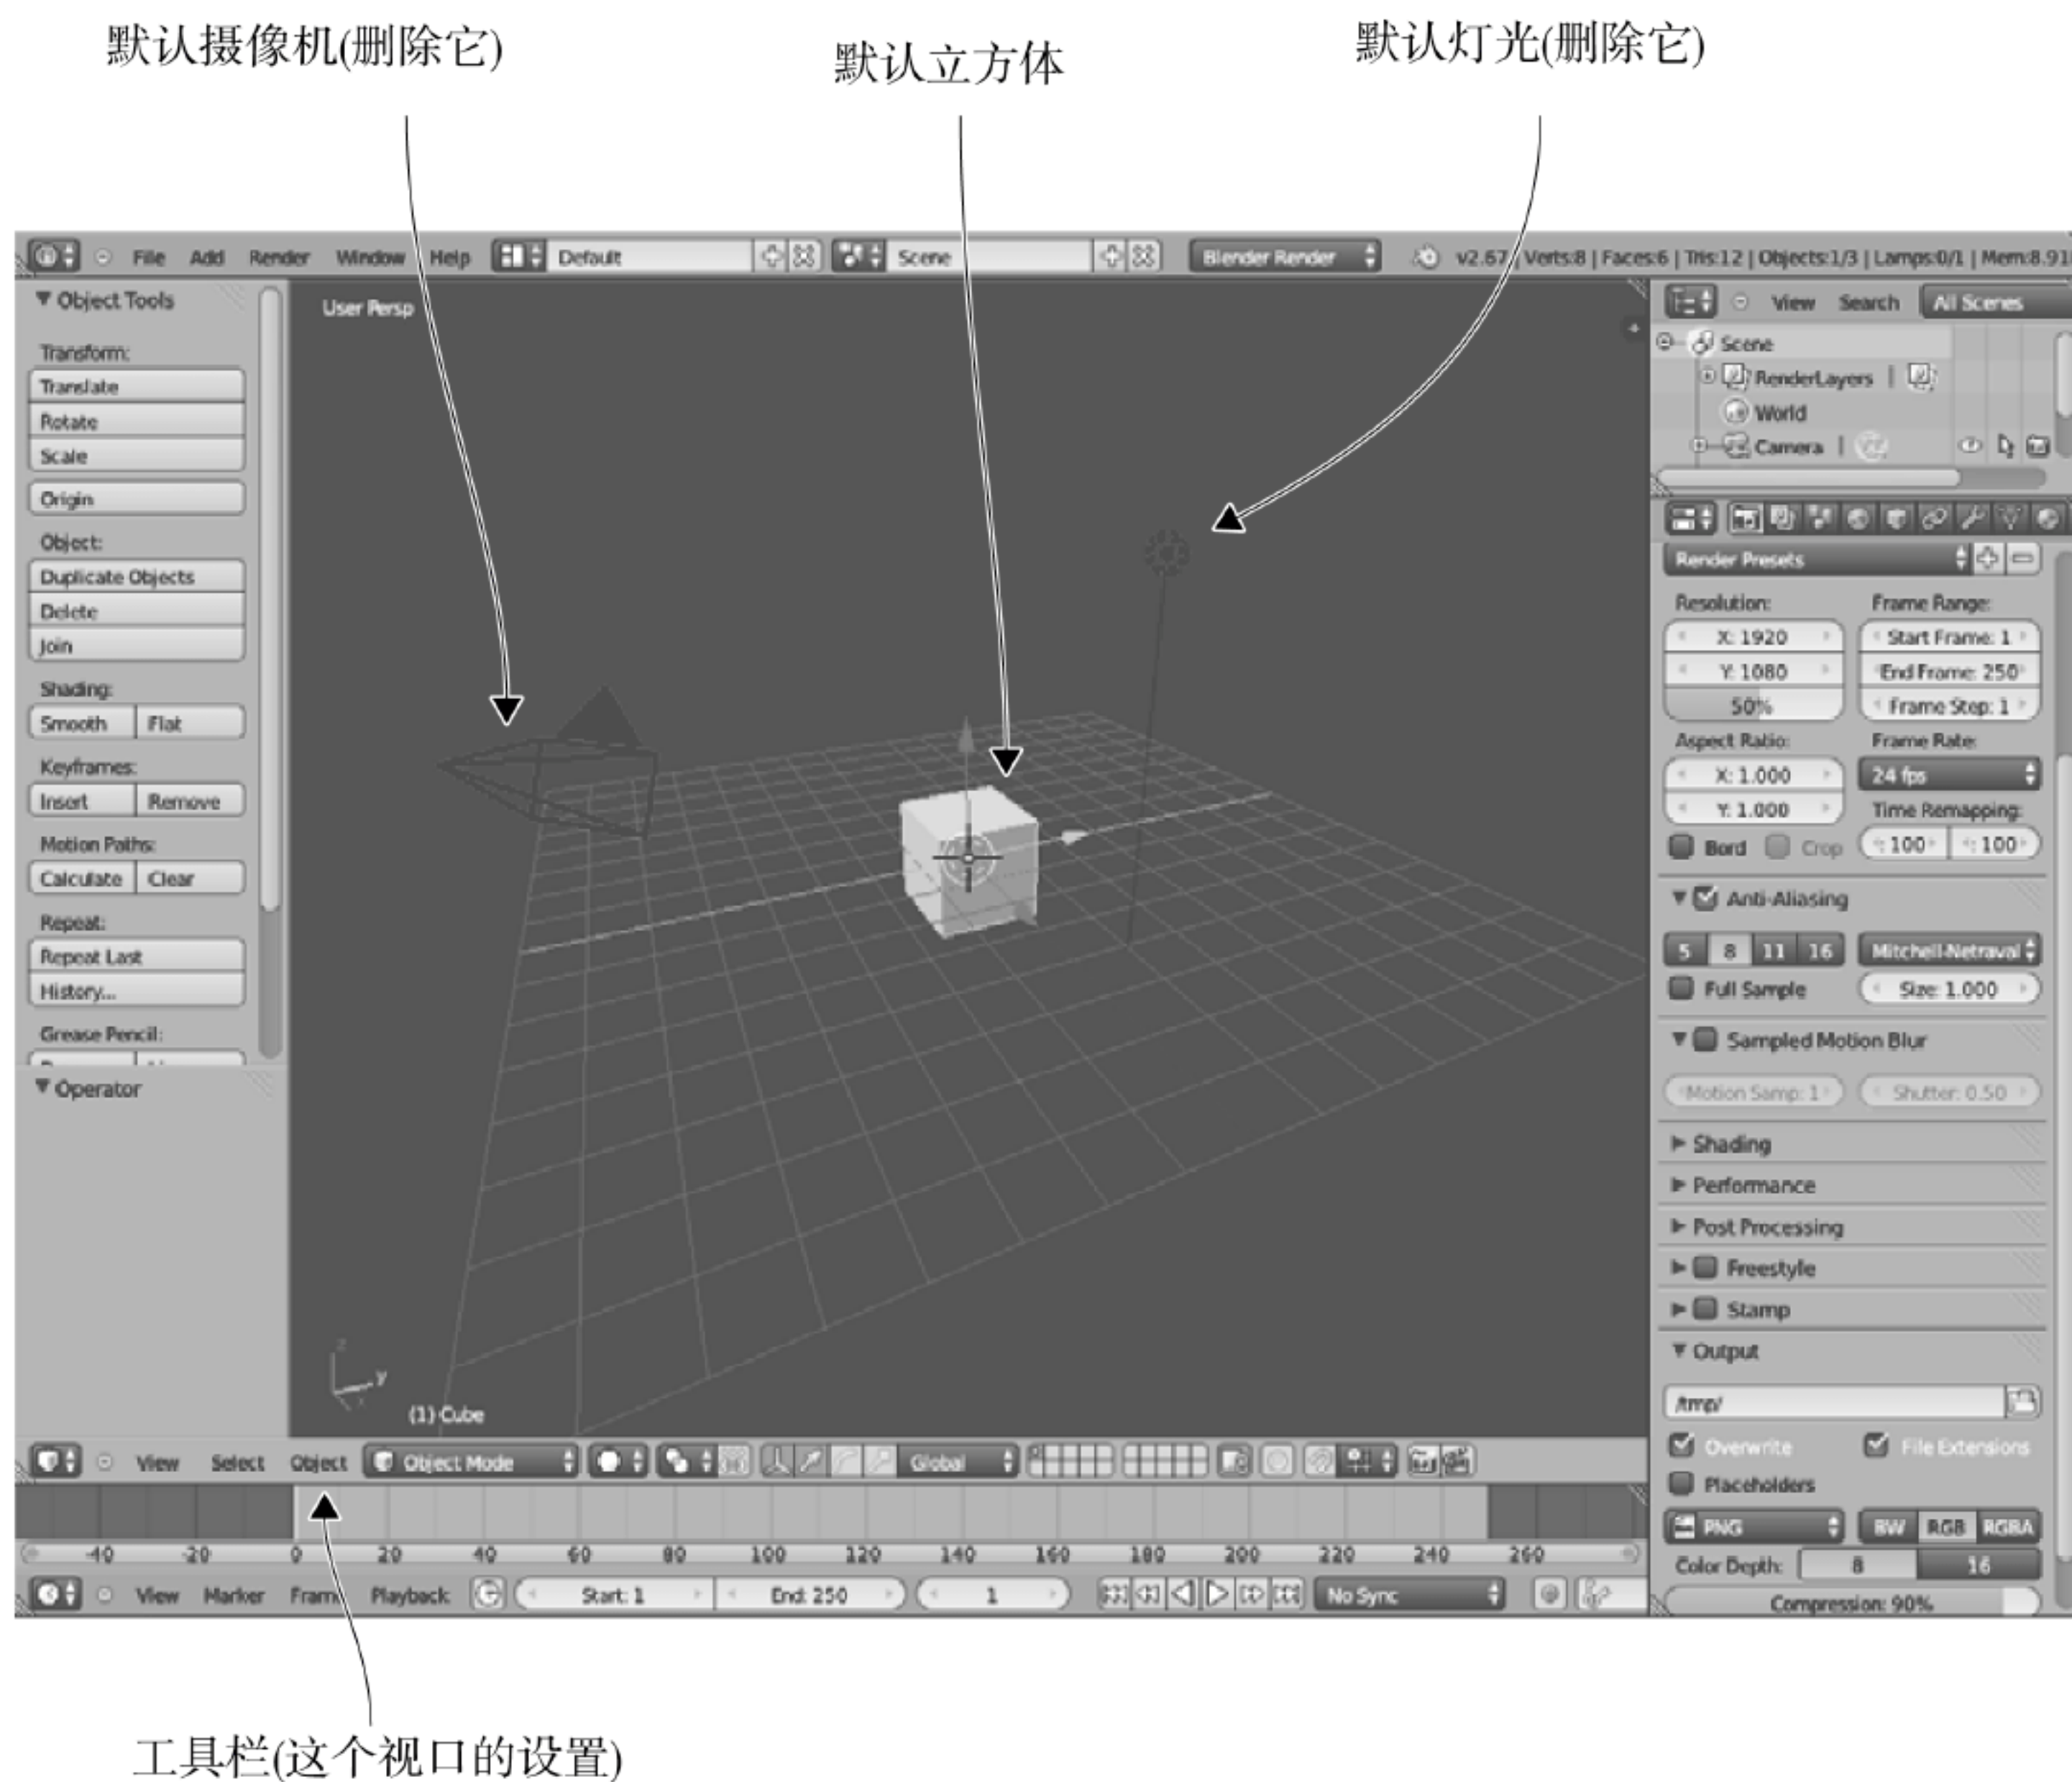 默认摄像机(删除它)
默认立方体
默认灯光(删除它)
File Add Render Window Help Default Scene Blender Render v2.67 | Verts:8 | Faces:6 | Tris:12 | Objects:1/3 | Lamps:0/1 | Mem:8.91
Object Tools
Transform:
Translate
Rotate
Scale
Origin
Object:
Duplicate Objects
Delete
Join
Shading:
Smooth Flat
Keyframes:
Insert Remove
Motion Paths:
Calculate Clear
Repeat:
Repeat Last
History...
Grease Pencil:
Operator
User Persp
z
y
(1) Cube
View Search All Scenes
Scene
RenderLayers |
World
Camera |
Render Presets
Resolution: Frame Range:
X: 1920 Start Frame: 1
Y: 1080 End Frame: 250
50% Frame Step: 1
Aspect Ratio: Frame Rate:
X: 1.000 24 fps
Y: 1.000 Time Remapping:
Bord Crop : 100 : 100
Anti-Aliasing
5 8 11 16 Mitchell-Netraval
Full Sample Size: 1.000
Sampled Motion Blur
Motion Samp: 1 Shutter: 0.50
Shading
Performance
Post Processing
Freestyle
Stamp
Output
/tmp/
Overwrite File Extensions
Placeholders
PNG BW RGB RGBA
Color Depth: 8 16
Compression: 90%
View Select Object Object Mode Global
-40 -20 0 20 40 60 80 100 120 140 160 180 200 220 240 260
View Marker Frame Playback Start: 1 End: 250 1 No Sync
工具栏(这个视口的设置)